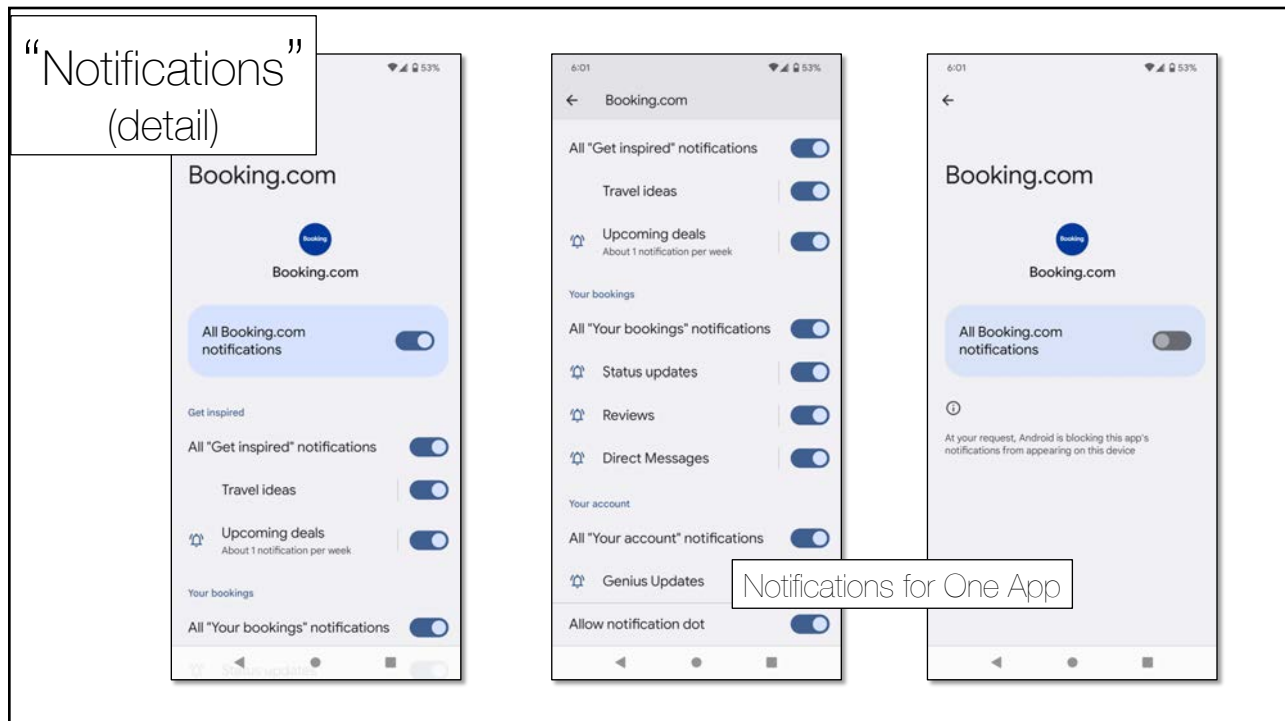 “Notifications”
(detail)
53%
Booking.com
Booking
Booking.com
All Booking.com
notifications
Get inspired
All "Get inspired" notifications
Travel ideas
Upcoming deals
About 1 notification per week
Your bookings
All "Your bookings" notifications
Status updates
6:01
53%
Booking.com
All "Get inspired" notifications
Travel ideas
Upcoming deals
About 1 notification per week
Your bookings
All "Your bookings" notifications
Status updates
Reviews
Direct Messages
Your account
All "Your account" notifications
Genius Updates
Allow notification dot
Notifications for One App
6:01
53%
Booking.com
Booking
Booking.com
All Booking.com
notifications
At your request, Android is blocking this app's
notifications from appearing on this device